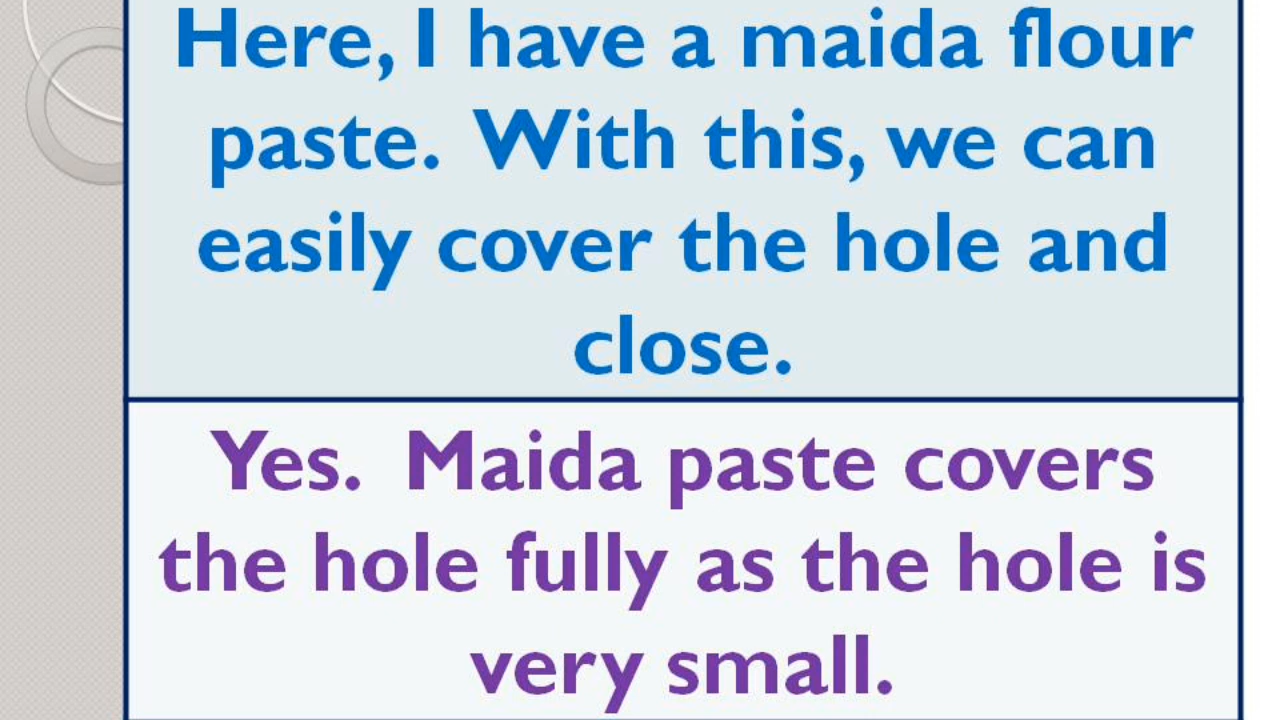 Here, I have a maida flour
paste. With this, we can
easily cover the hole and
close.
Yes. Maida paste covers
the hole fully as the hole is
very small.